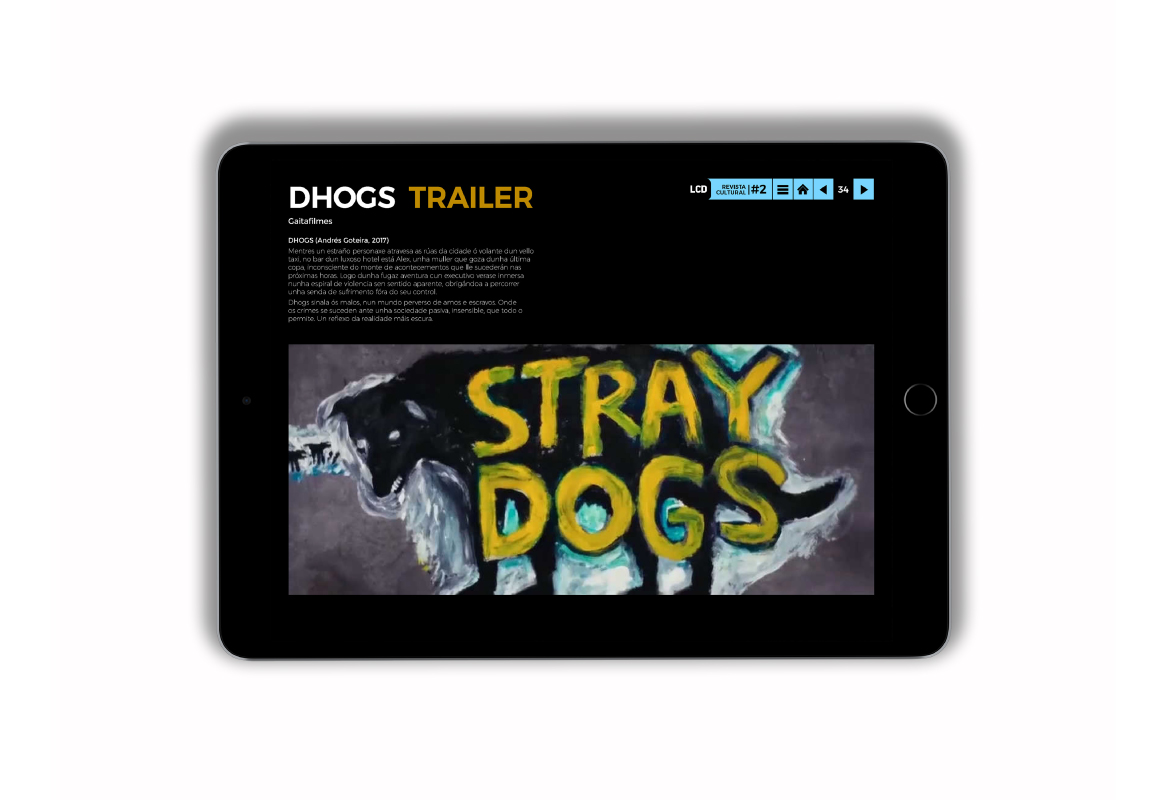 DHOGS TRAILER
LCD REVISTA CULTURAL #2 34
Gaitafilmes
DHOGS (Andrés Goteira, 2017)
Mentres un estraño personaxe atravesa as rúas da cidade ó volante dun vello
taxi, no bar dun luxoso hotel está Alex, unha muller que goza dunha última
copa, inconsciente do monte de acontecementos que lle sucederán nas
próximas horas. Logo dunha fugaz aventura cun executivo verase inmersa
nunha espiral de violencia sen sentido aparente, obrigándoa a percorrer
unha senda de sufrimento fóra do seu control.
Dhogs sinala ós malos, nun mundo perverso de amos e escravos. Onde
os crimes se suceden ante unha sociedade pasiva, insensible, que todo o
permite. Un reflexo da realidade máis escura.
STRAY
DOGS